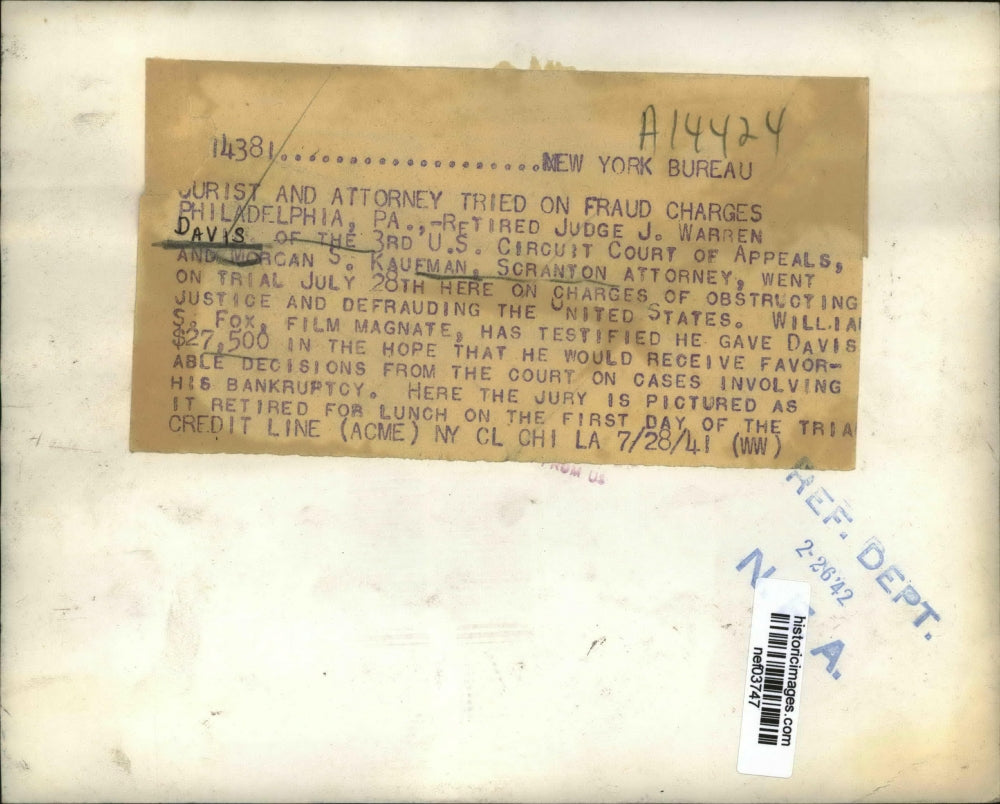 A14424
14381....................NEW YORK BUREAU
JURIST AND ATTORNEY TRIED ON FRAUD CHARGES
PHILADELPHIA, PA.,-RETIRED JUDGE J. WARREN
DAVIS OF THE 3RD U.S. CIRCUIT COURT OF APPEALS,
AND MORGAN S. KAUFMAN, SCRANTON ATTORNEY, WENT
ON TRIAL JULY 28TH HERE ON CHARGES OF OBSTRUCTING
JUSTICE AND DEFRAUDING THE UNITED STATES. WILLIA
S. FOX, FILM MAGNATE, HAS TESTIFIED HE GAVE DAVIS
$27,500 IN THE HOPE THAT HE WOULD RECEIVE FAVOR-
ABLE DECISIONS FROM THE COURT ON CASES INVOLVING
HIS BANKRUPTCY. HERE THE JURY IS PICTURED AS
IT RETIRED FOR LUNCH ON THE FIRST DAY OF THE TRIA
CREDIT LINE (ACME) NY CL CHI LA 7/28/41 (WW)
FROM US
REF. DEPT.
2-26'42
N. A.
historicimages.com
nef03747